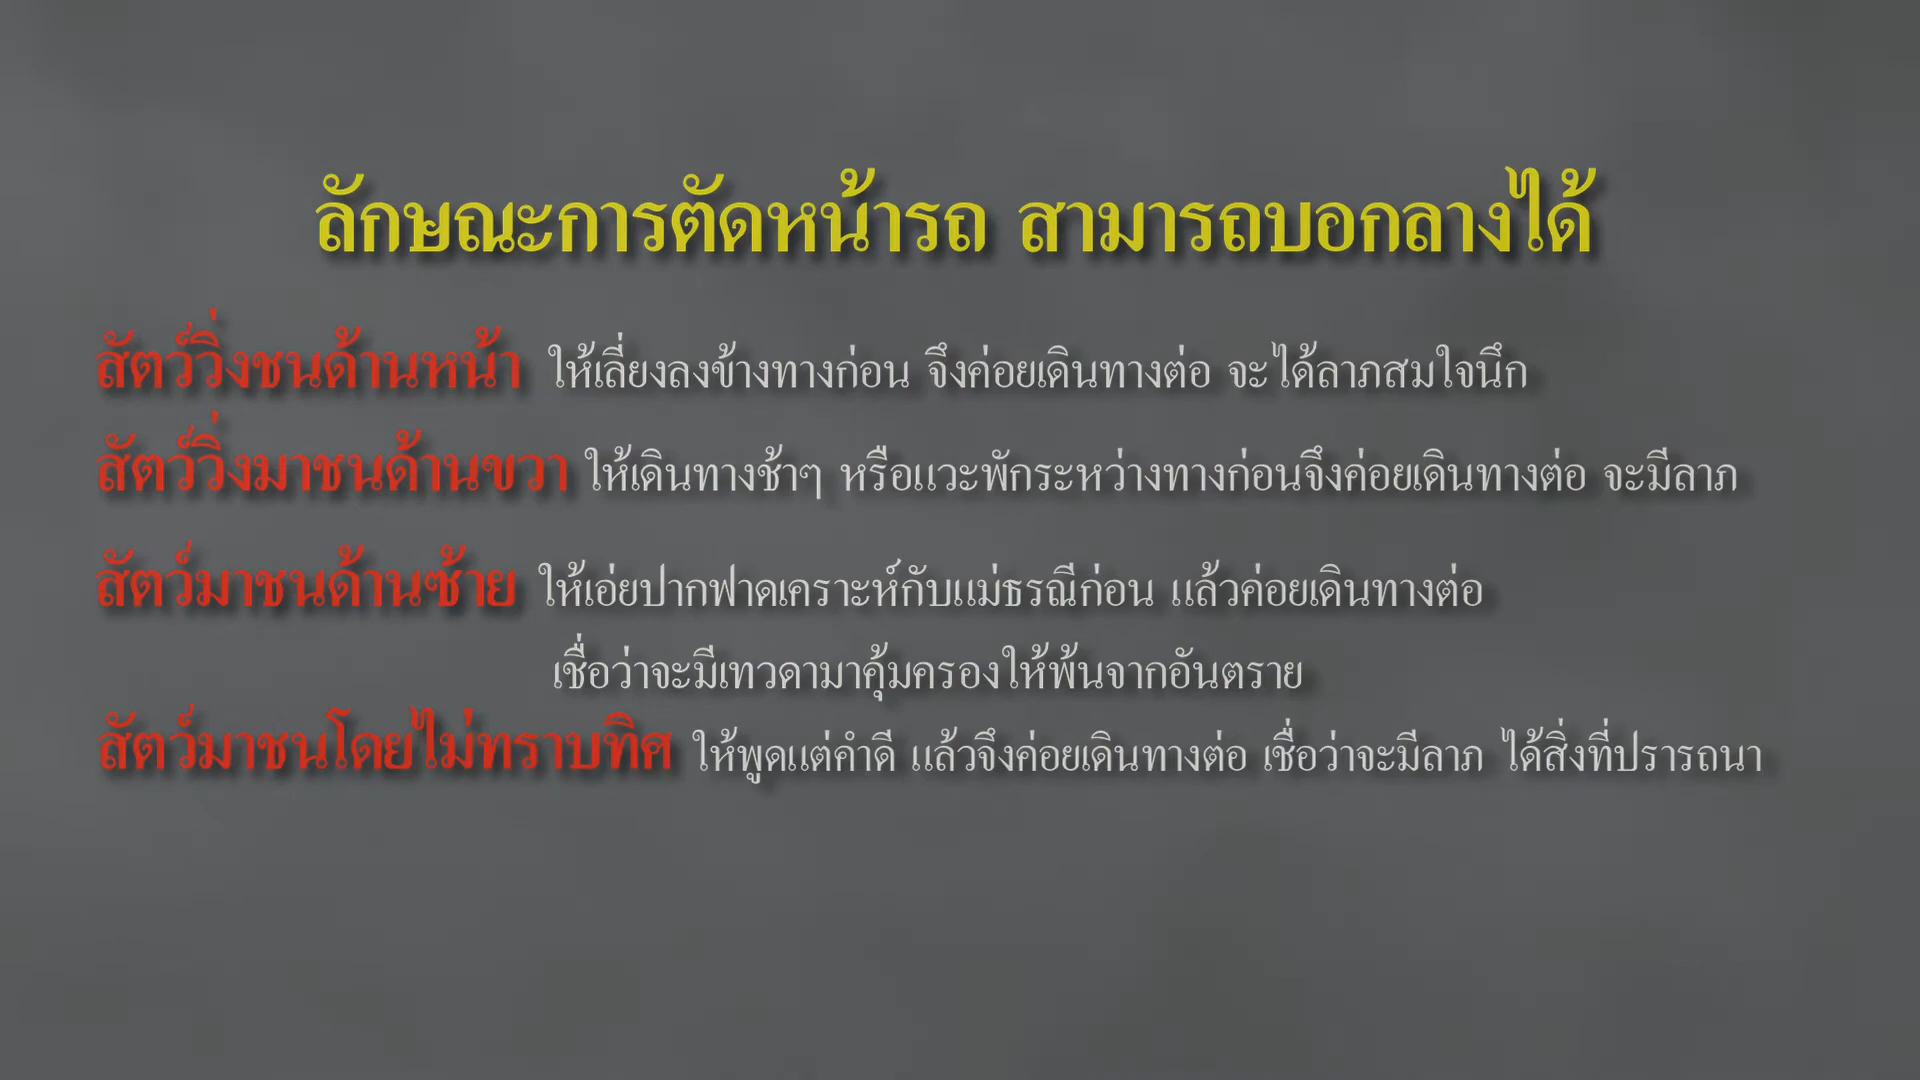 ลักษณะการตัดหน้ารถ สามารถบอกลางได้
สัตว์วิ่งชนด้านหน้า ให้เลี่ยงลงข้างทางก่อน จึงค่อยเดินทางต่อ จะได้ลาภสมใจนึก
สัตว์วิ่งมาชนด้านขวา ให้เดินทางช้าๆ หรือแวะพักระหว่างทางก่อนจึงค่อยเดินทางต่อ จะมีลาภ
สัตว์มาชนด้านซ้าย ให้เอ่ยปากฟาดเคราะห์กับแม่ธรณีก่อน แล้วค่อยเดินทางต่อ
เชื่อว่าจะมีเทวดามาคุ้มครองให้พ้นจากอันตราย
สัตว์มาชนโดยไม่ทราบทิศ ให้พูดแต่คำดี แล้วจึงค่อยเดินทางต่อ เชื่อว่าจะมีลาภ ได้สิ่งที่ปรารถนา